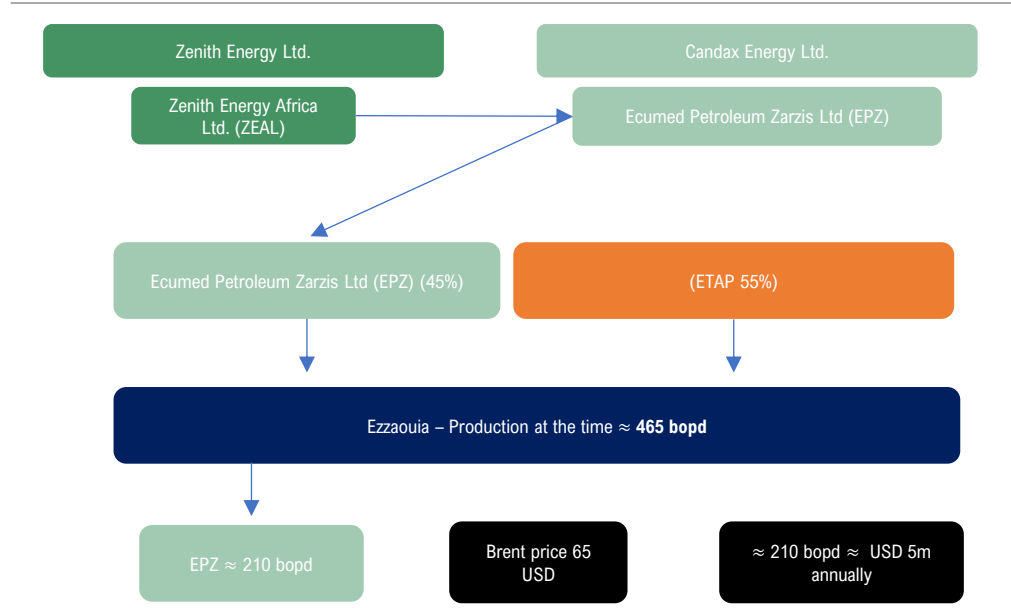 Zenith Energy Ltd.
Candax Energy Ltd.
Zenith Energy Africa
Ltd. (ZEAL)
Ecumed Petroleum Zarzis Ltd (EPZ)
Ecumed Petroleum Zarzis Ltd (EPZ) (45%)
(ETAP 55%)
Ezzaouia – Production at the time ≈ 465 bopd
EPZ ≈ 210 bopd
Brent price 65
USD
≈ 210 bopd ≈ USD 5m
annually